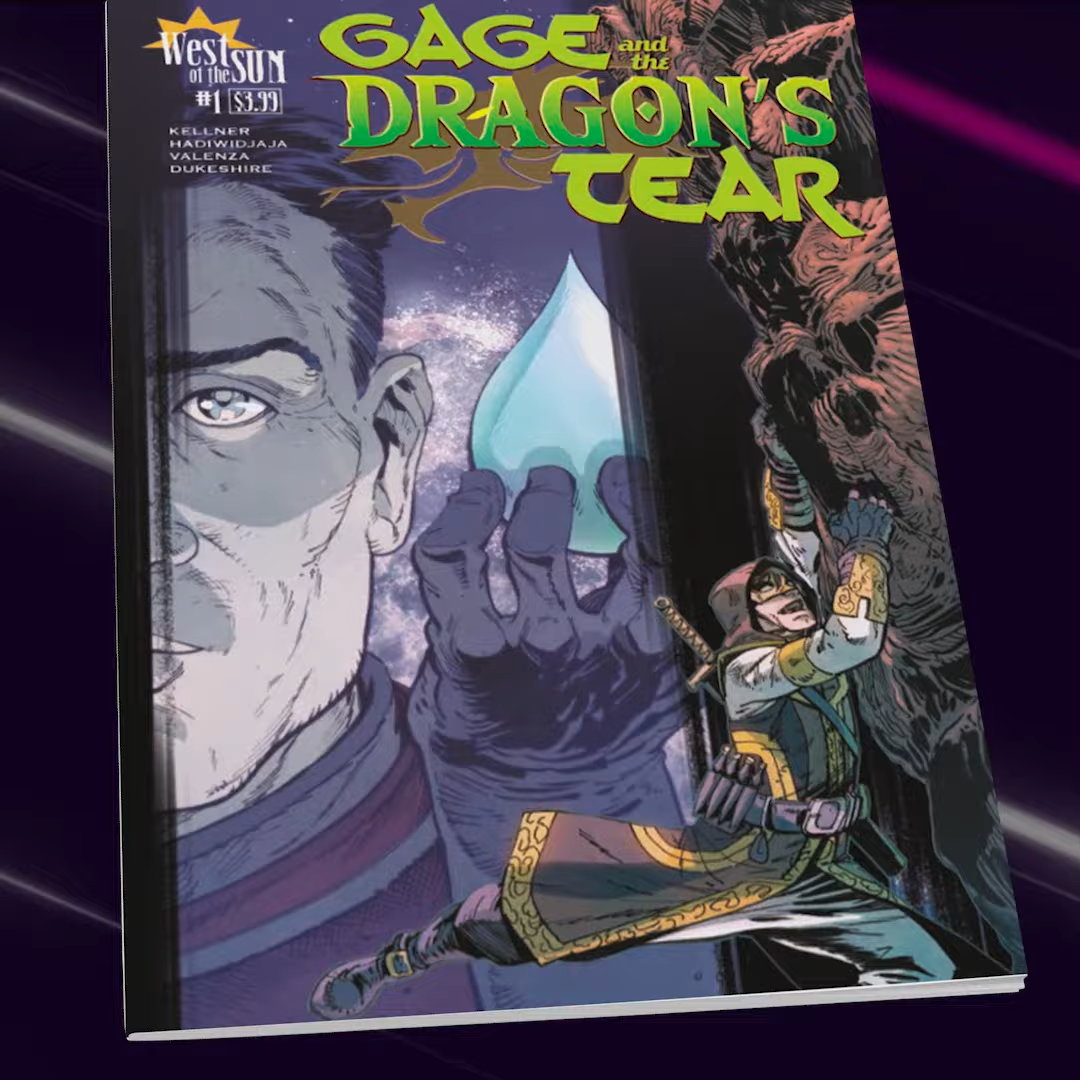 West
of the SUN
#1 $3.99
KELLNER
HADIWIDJAJA
VALENZA
DUKESHIRE
GAGE and the
DRAGON'S
TEAR